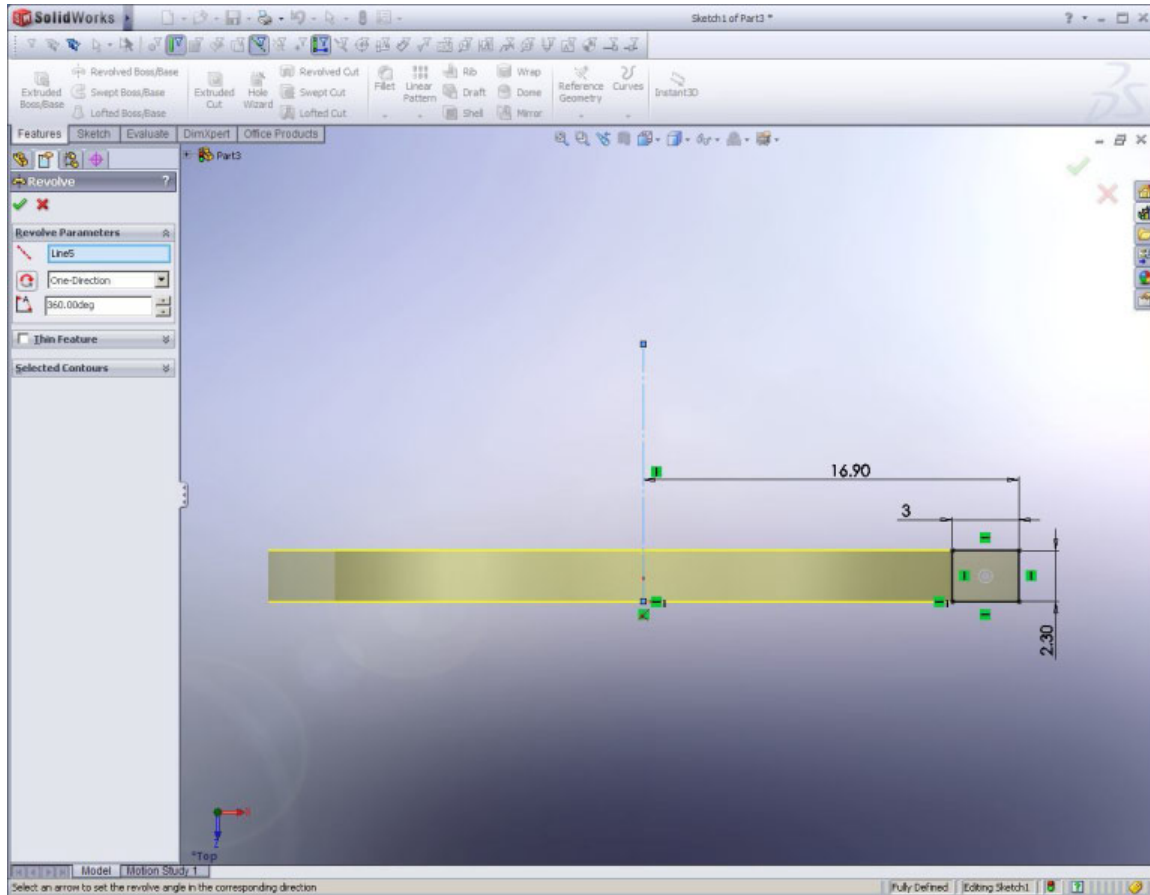 SolidWorks
Sketch1 of Part3 *
Extruded Boss/Base
Revolved Boss/Base
Swept Boss/Base
Lofted Boss/Base
Extruded Cut
Hole Wizard
Revolved Cut
Swept Cut
Lofted Cut
Fillet
Linear Pattern
Rib
Draft
Shell
Wrap
Dome
Mirror
Reference Geometry
Curves
Instant3D
Features
Sketch
Evaluate
DimXpert
Office Products
Part3
Revolve
?
Revolve Parameters
Line5
One-Direction
360.00deg
Thin Feature
Selected Contours
16.90
3
2.30
X
Z
*Top
Model
Motion Study 1
Select an arrow to set the revolve angle in the corresponding direction
Fully Defined
Editing Sketch1